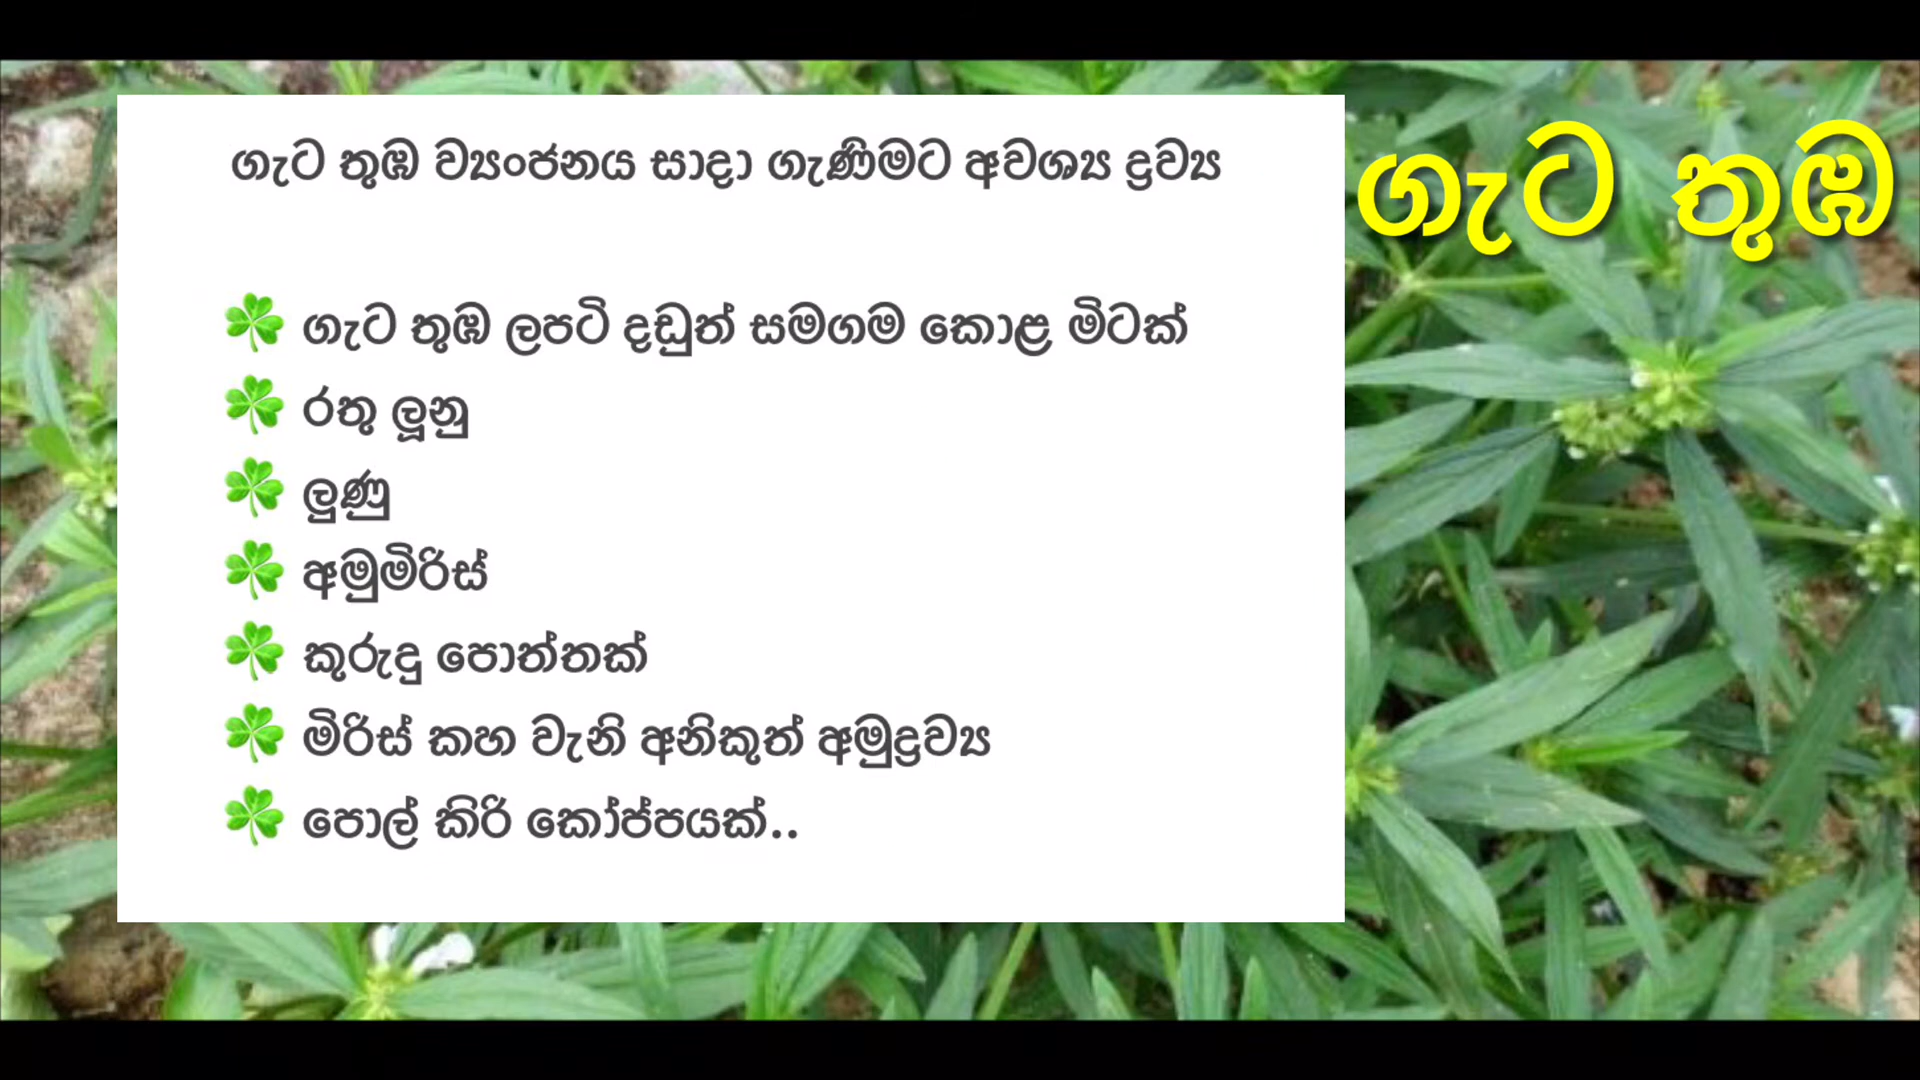 ගැට තුඹ ව්‍යංජනය සාදා ගැණිමට අවශ්‍ය ද්‍රව්‍ය
ගැට තුඹ
☘️ ගැට තුඹ ලපටි දඬුත් සමගම කොළ මිටක්
☘️ රතු ලූනු
☘️ ලුණු
☘️ අමුමිරිස්
☘️ කුරුදු පොත්තක්
☘️ මිරිස් කහ වැනි අනිකුත් අමුද්‍රව්‍ය
☘️ පොල් කිරි කෝප්පයක්..